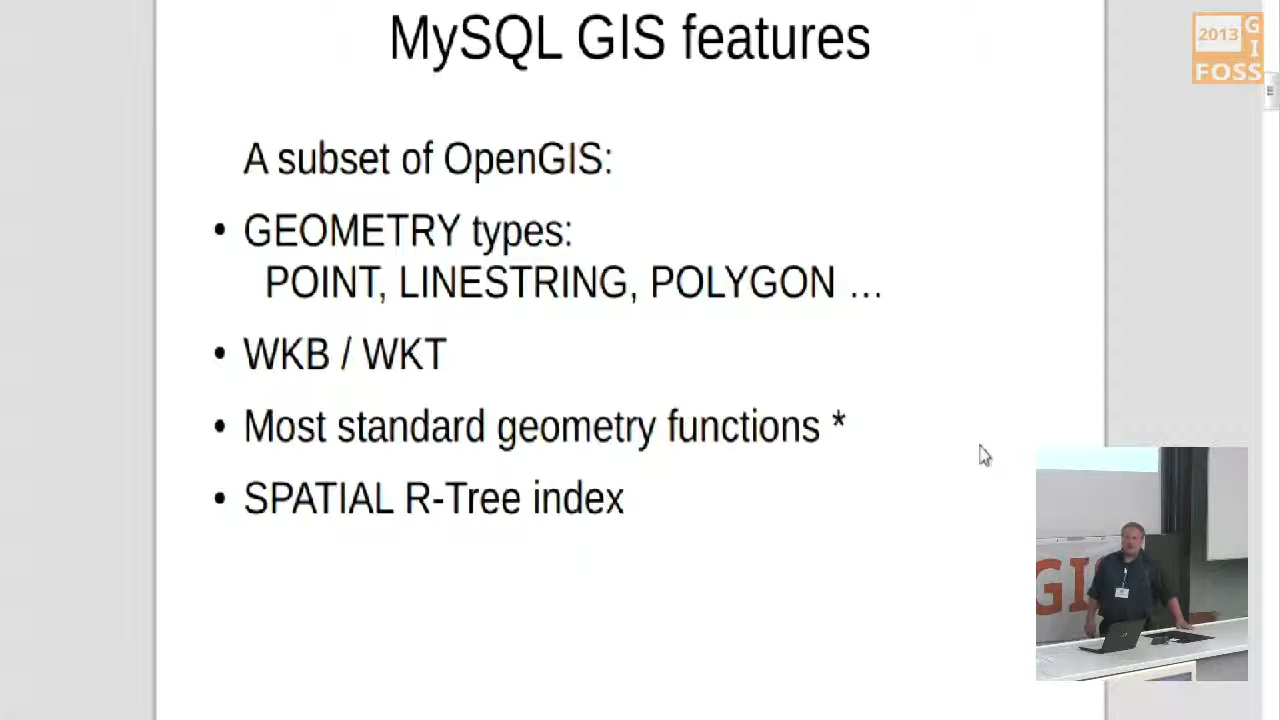 MySQL GIS features
A subset of OpenGIS:
• GEOMETRY types:
POINT, LINESTRING, POLYGON ...
• WKB / WKT
• Most standard geometry functions *
• SPATIAL R-Tree index
2013 GI
FOSS
GIS